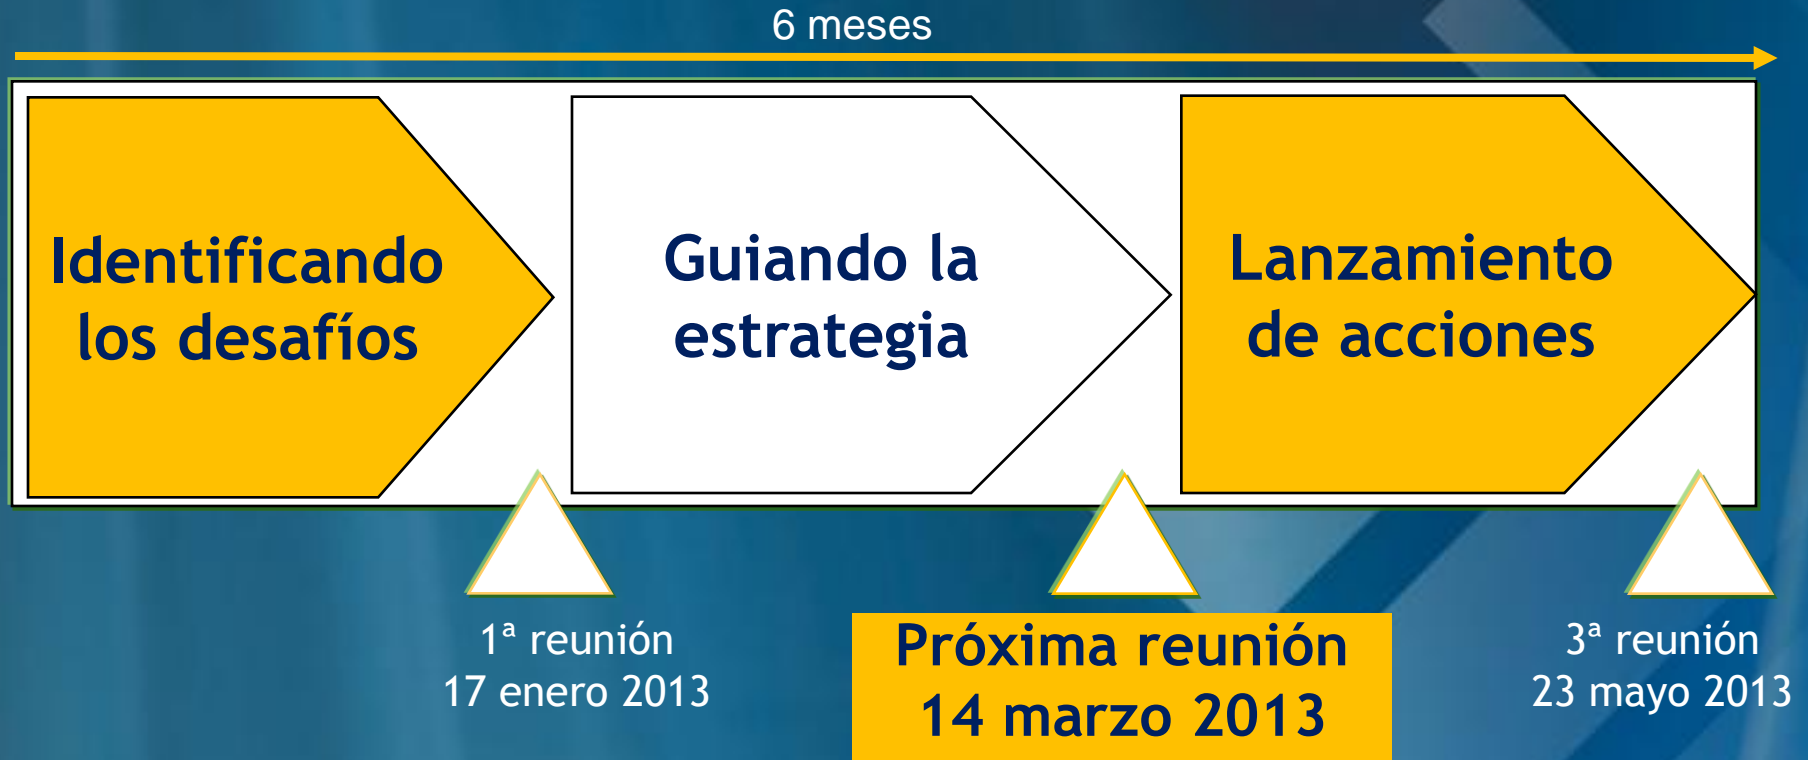 6 meses
Identificando
los desafíos
Guiando la
estrategia
Lanzamiento
de acciones
1ª reunión
17 enero 2013
Próxima reunión
14 marzo 2013
3ª reunión
23 mayo 2013